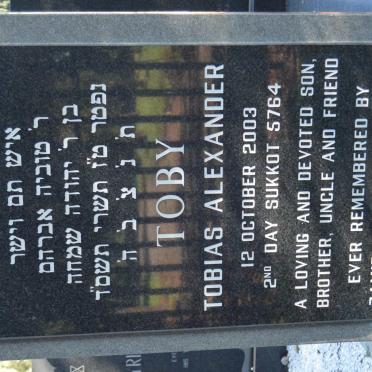 איש תם וישר
ר׳ טוביה אברהם
בן ר׳ יהודה שמחה
נפטר ט״ז תשרי תשס״ד
ת׳ נ׳ צ׳ ב׳ ה׳
TOBY
TOBIAS ALEXANDER
12 OCTOBER 2003
2ND DAY SUKKOT 5764
A LOVING AND DEVOTED SON,
BROTHER, UNCLE AND FRIEND
EVER REMEMBERED BY